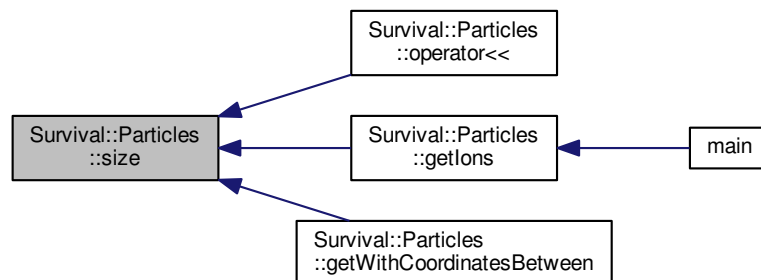 Survival::Particles
::operator<<
Survival::Particles
::size
Survival::Particles
::getIons
main
Survival::Particles
::getWithCoordinatesBetween